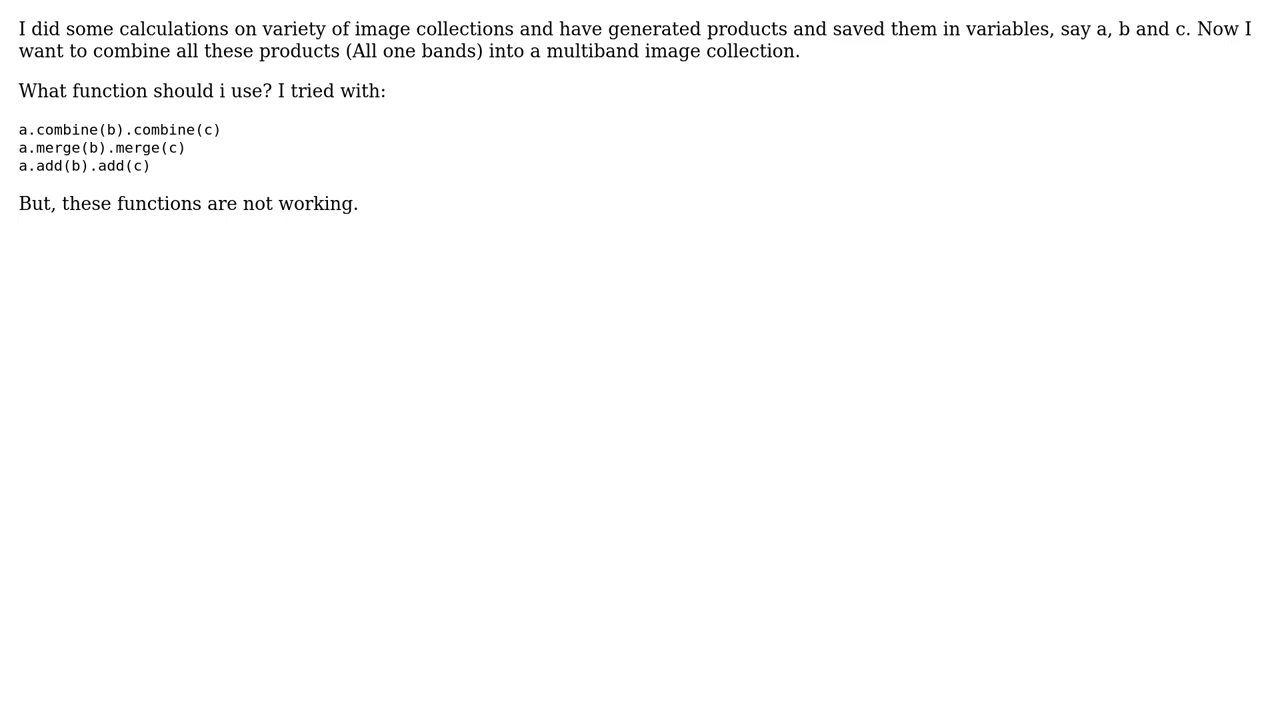 I did some calculations on variety of image collections and have generated products and saved them in variables, say a, b and c. Now I
want to combine all these products (All one bands) into a multiband image collection.
What function should i use? I tried with:
a.combine(b).combine(c)
a.merge(b).merge(c)
a.add(b).add(c)
But, these functions are not working.